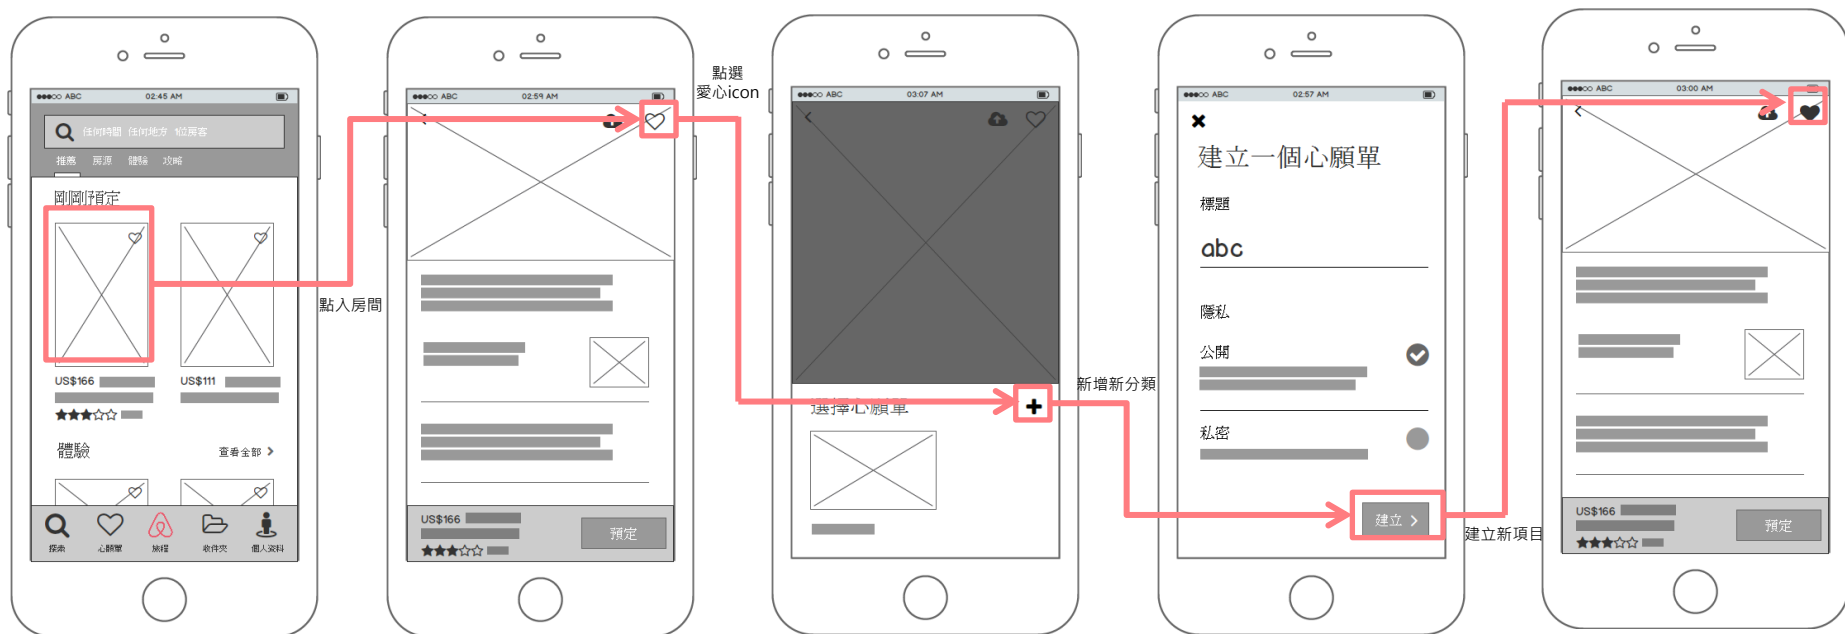 ABC 02:45 AM
任何時間 任何地方 1位房客
推薦 房源 體驗 攻略
剛剛預定
US$166 US$111
體驗 查看全部
探索 心願單 旅程 收件夾 個人資料
點入房間
ABC 02:59 AM
US$166
預定
點選
愛心icon
ABC 03:07 AM
選擇心願單
新增新分類
ABC 02:57 AM
建立一個心願單
標題
abc
隱私
公開
私密
建立
建立新項目
ABC 03:00 AM
US$166
預定